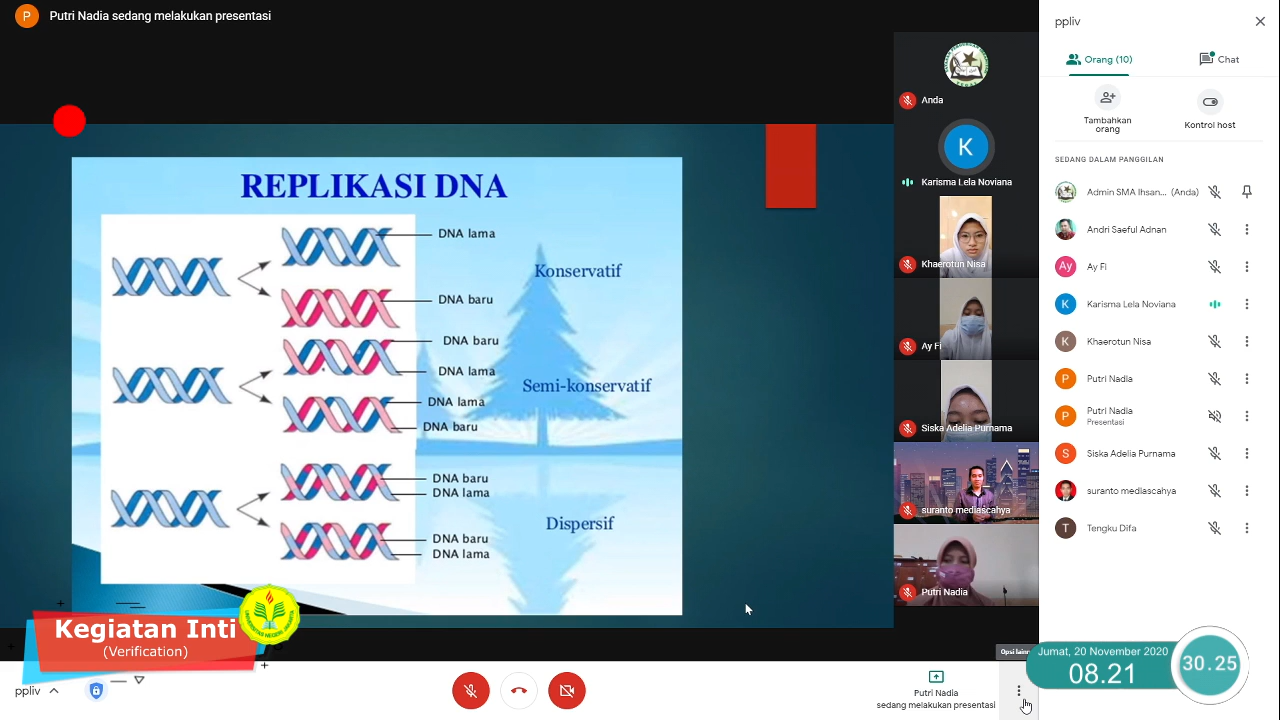 P
Putri Nadia sedang melakukan presentasi
REPLIKASI DNA
DNA lama
Konservatif
DNA baru
DNA baru
DNA lama
Semi-konservatif
DNA lama
DNA baru
DNA baru
DNA lama
Dispersif
DNA baru
DNA lama
Kegiatan Inti
(Verification)
ppliv
Anda
K
Karisma Lela Noviana
Khaerotun Nisa
Ay Fi
Siska Adelia Purnama
suranto mediascahya
Putri Nadia
Opsi lainn
Putri Nadia
sedang melakukan presentasi
ppliv
Orang (10)
Chat
Tambahkan
orang
Kontrol host
SEDANG DALAM PANGGILAN
Admin SMA Ihsan... (Anda)
Andri Saeful Adnan
Ay
Ay Fi
K
Karisma Lela Noviana
K
Khaerotun Nisa
P
Putri Nadia
P
Putri Nadia
Presentasi
S
Siska Adelia Purnama
suranto mediascahya
T
Tengku Difa
Jumat, 20 November 2020
08.21
30.25